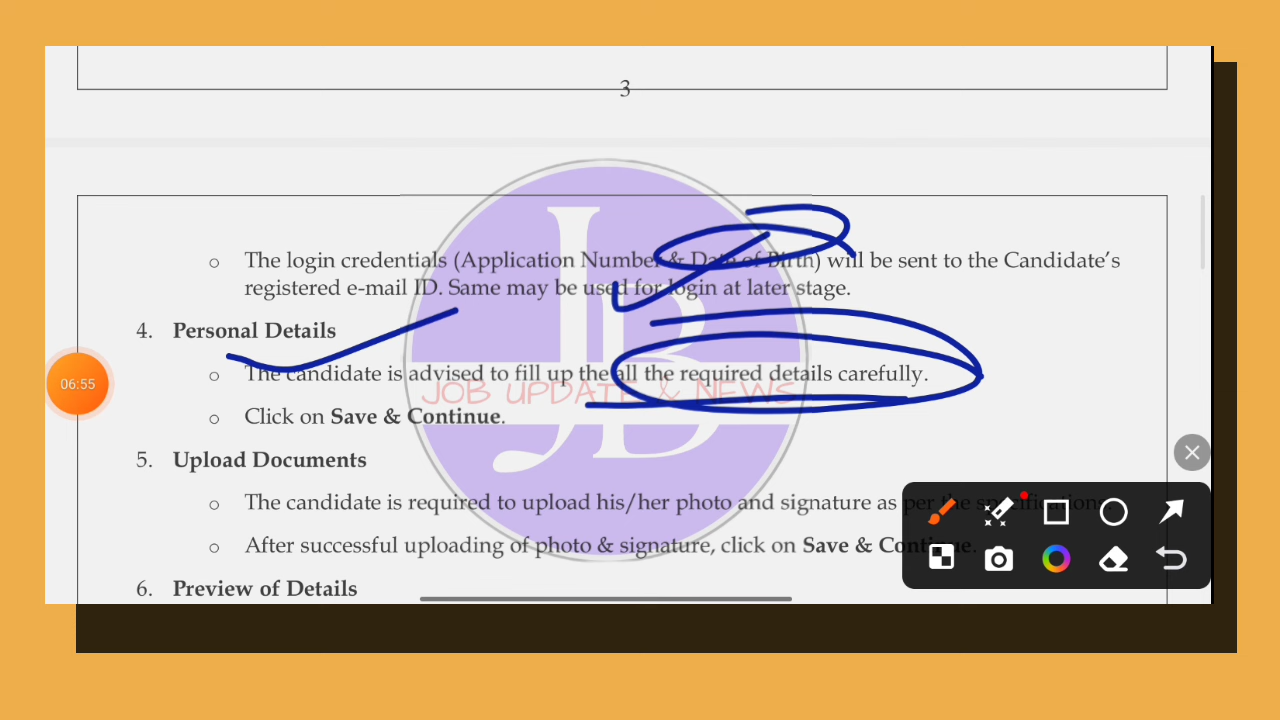 3
The login credentials (Application Number & Date of Birth) will be sent to the Candidate's
registered e-mail ID. Same may be used for login at later stage.
4. Personal Details
The candidate is advised to fill up the all the required details carefully.
JOB UPDATE & NEWS
Click on Save & Continue.
5. Upload Documents
The candidate is required to upload his/her photo and signature as per the specifications.
After successful uploading of photo & signature, click on Save & Continue.
6. Preview of Details
06:55
JB